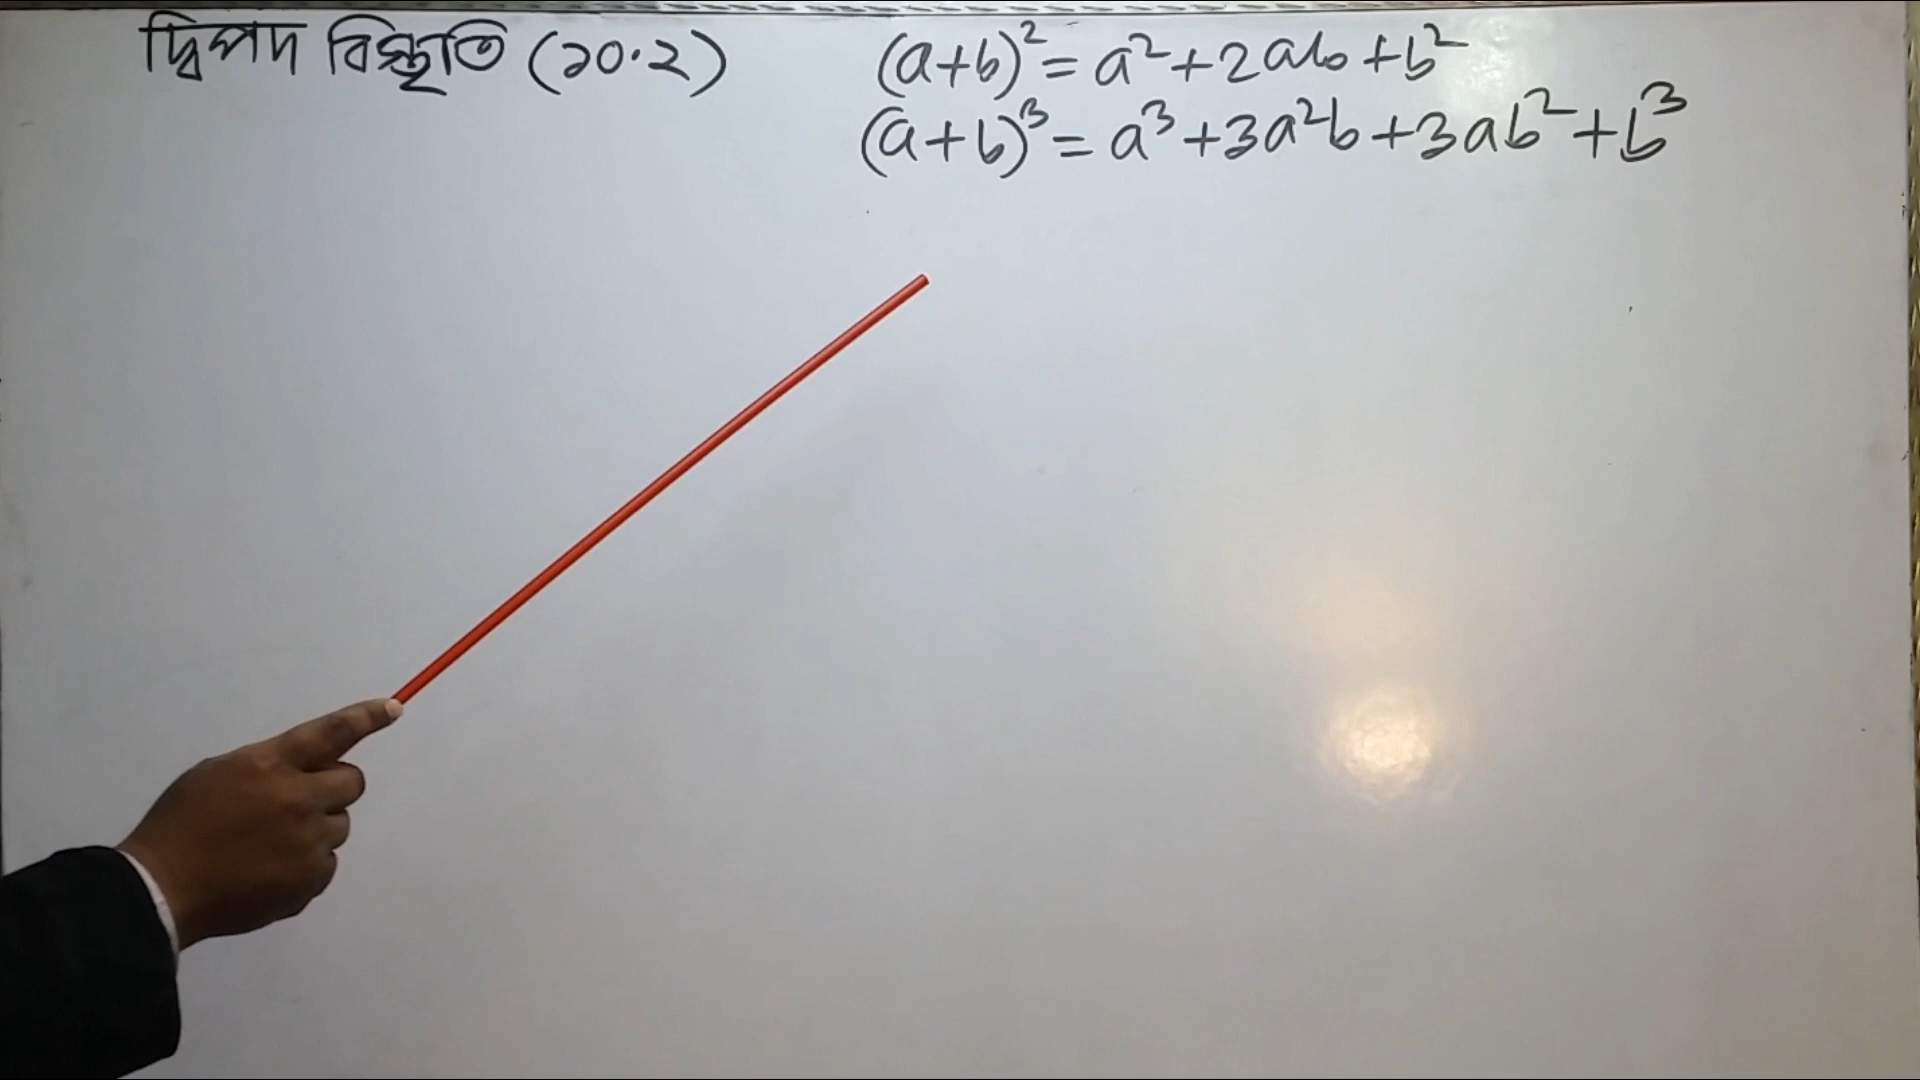 দ্বিপদ বিস্তৃতি (১০.২)
(a+b)² = a² + 2ab + b²
(a+b)³ = a³ + 3a²b + 3ab² + b³